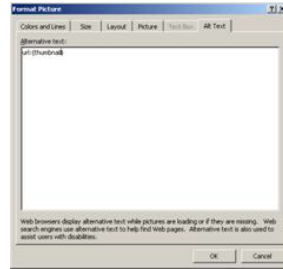 Format Picture
Colors and Lines
Size
Layout
Picture
Text Box
Alt Text
Alternative text:
url:(thumbnail)
Web browsers display alternative text while pictures are loading or if they are missing. Web
search engines use alternative text to help find Web pages. Alternative text is also used to
assist users with disabilities.
OK
Cancel